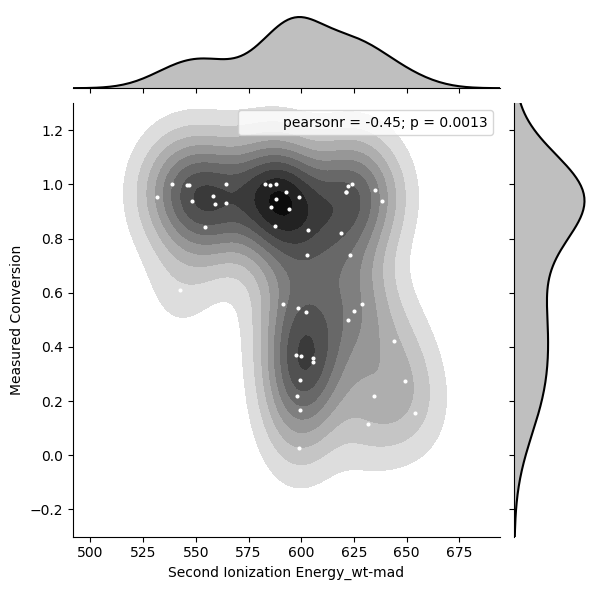 pearsonr = -0.45; p = 0.0013
1.2
1.0
0.8
0.6
0.4
0.2
0.0
−0.2
Measured Conversion
500 525 550 575 600 625 650 675
Second Ionization Energy_wt-mad